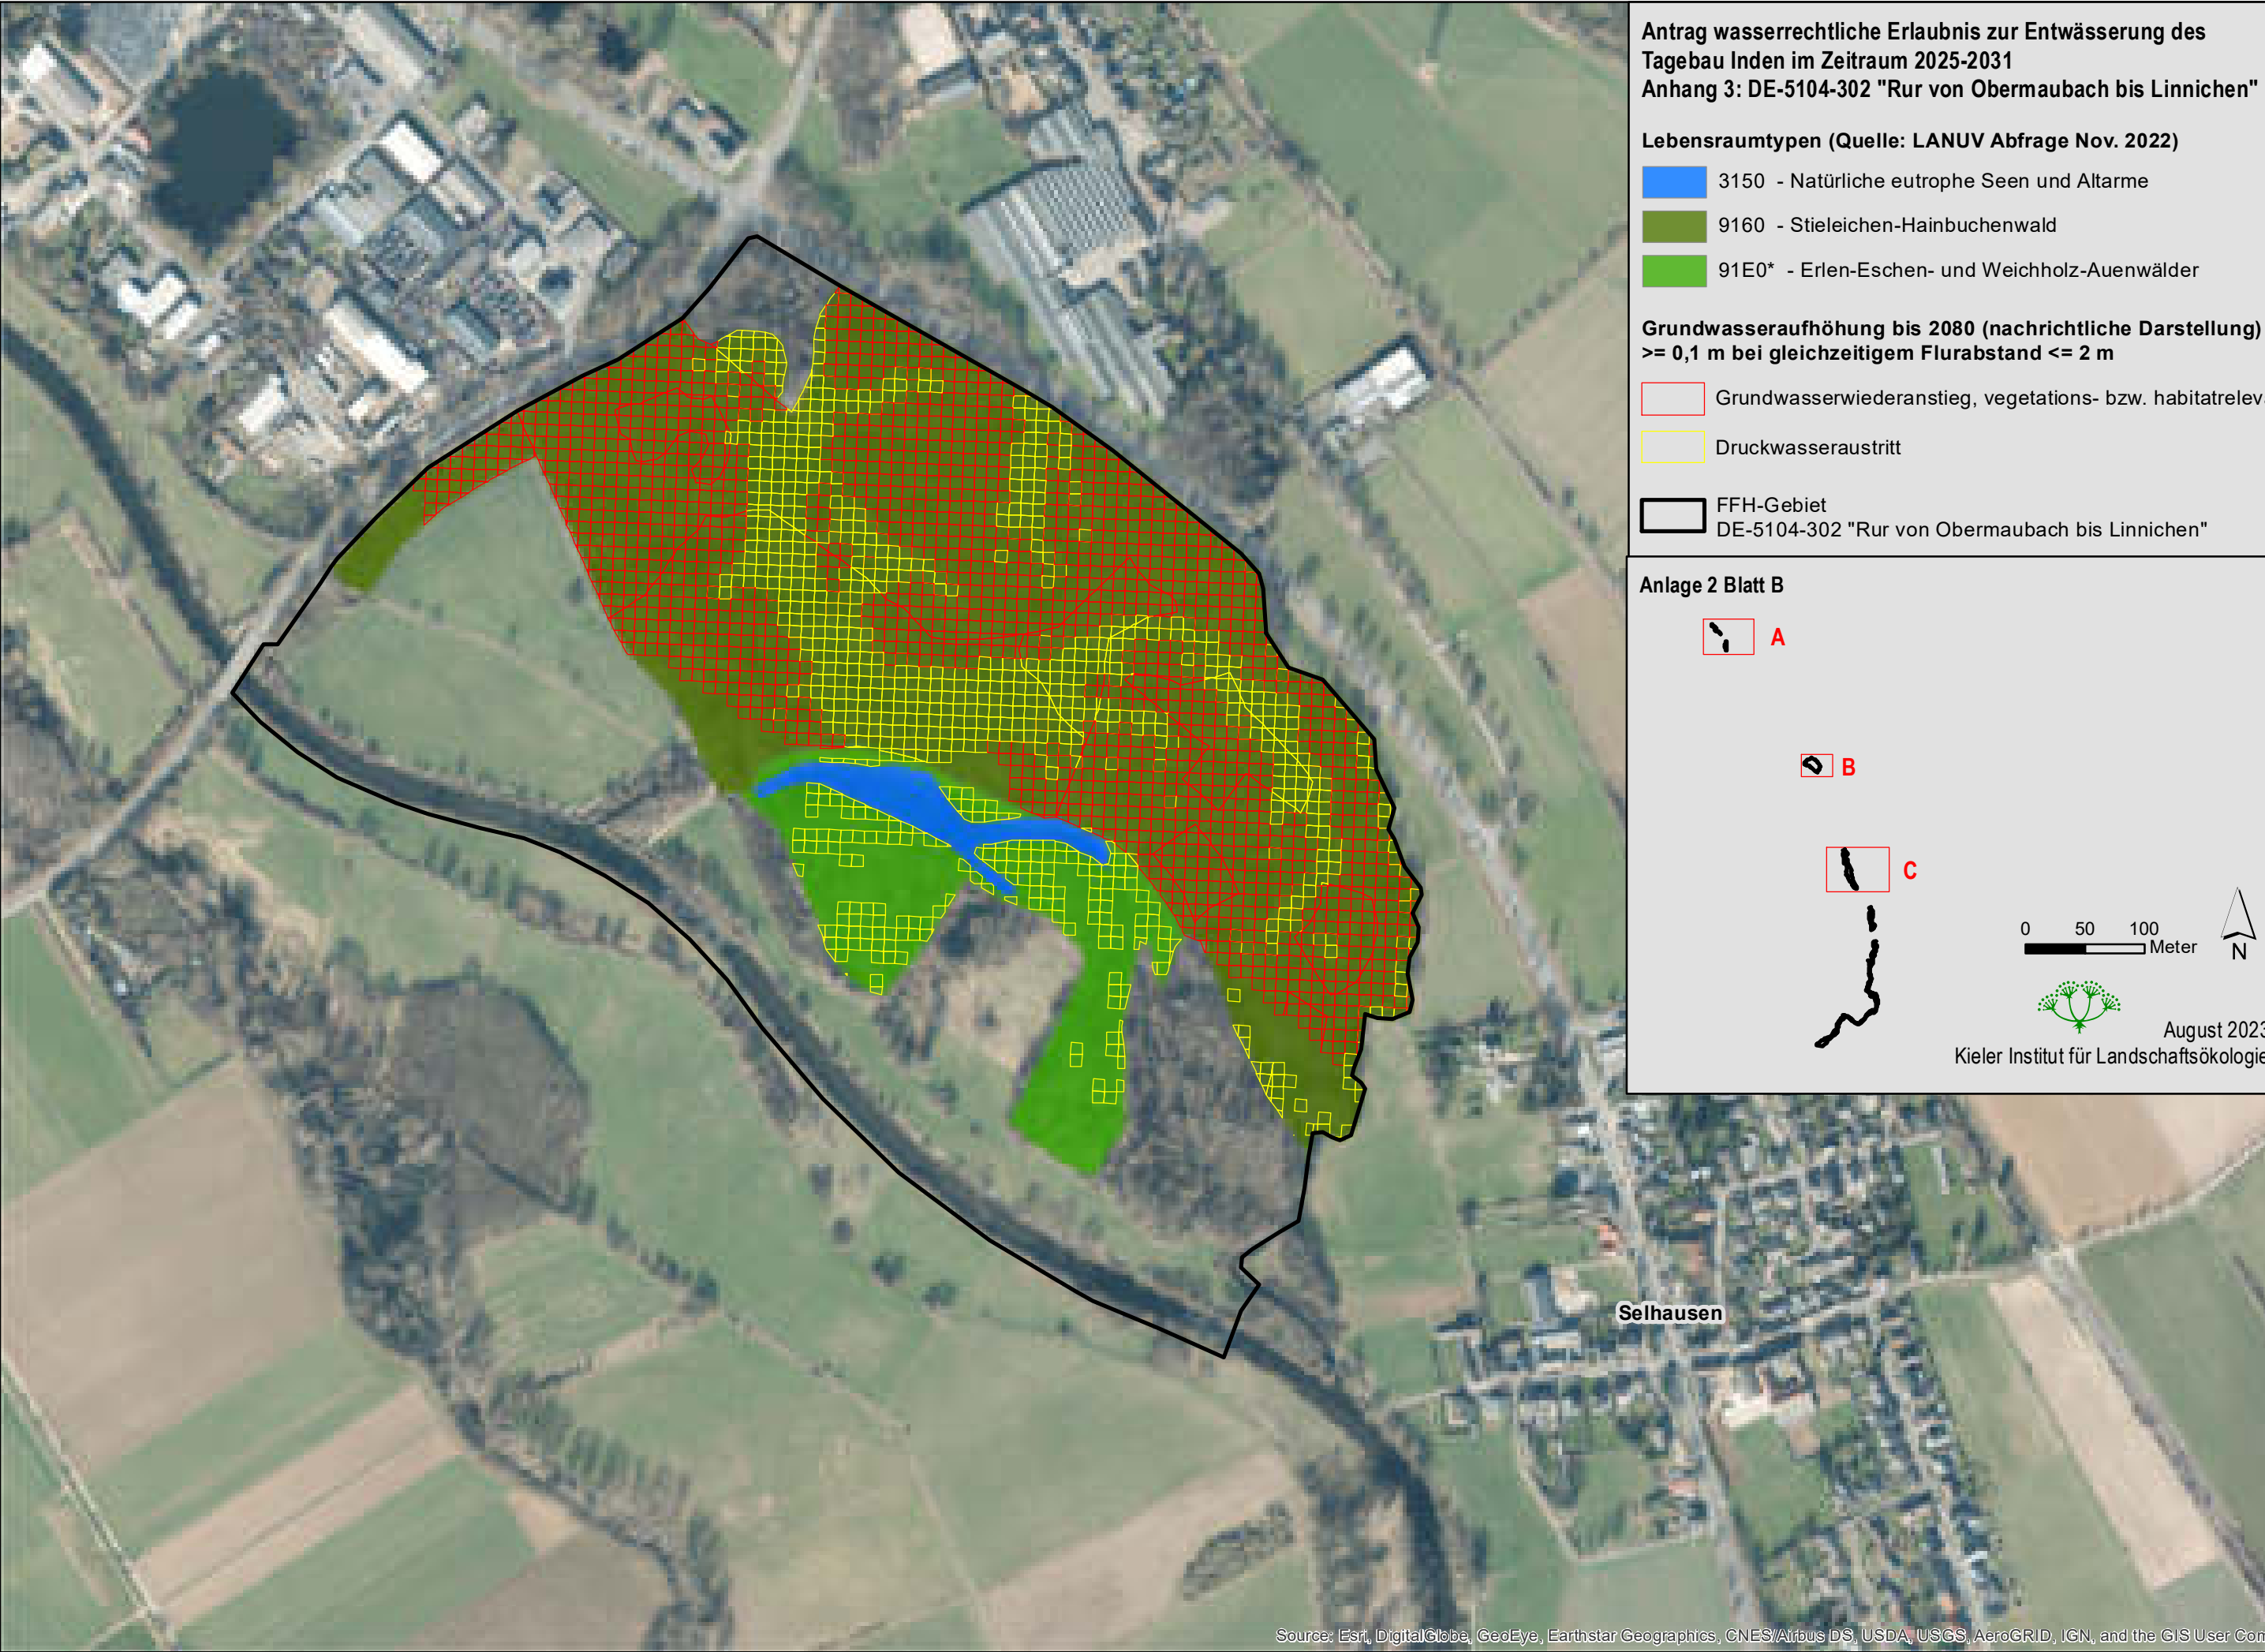 Antrag wasserrechtliche Erlaubnis zur Entwässerung des
Tagebau Inden im Zeitraum 2025-2031
Anhang 3: DE-5104-302 "Rur von Obermaubach bis Linnichen"
Lebensraumtypen (Quelle: LANUV Abfrage Nov. 2022)
3150 - Natürliche eutrophe Seen und Altarme
9160 - Stieleichen-Hainbuchenwald
91E0* - Erlen-Eschen- und Weichholz-Auenwälder
Grundwasseraufhöhung bis 2080 (nachrichtliche Darstellung)
>= 0,1 m bei gleichzeitigem Flurabstand <= 2 m
Grundwasserwiederanstieg, vegetations- bzw. habitatrelev
Druckwasseraustritt
FFH-Gebiet
DE-5104-302 "Rur von Obermaubach bis Linnichen"
Anlage 2 Blatt B
A
B
C
0 50 100
Meter
N
August 2023
Kieler Institut für Landschaftsökologie
Selhausen
Source: Esri, DigitalGlobe, GeoEye, Earthstar Geographics, CNES/Airbus DS, USDA, USGS, AeroGRID, IGN, and the GIS User